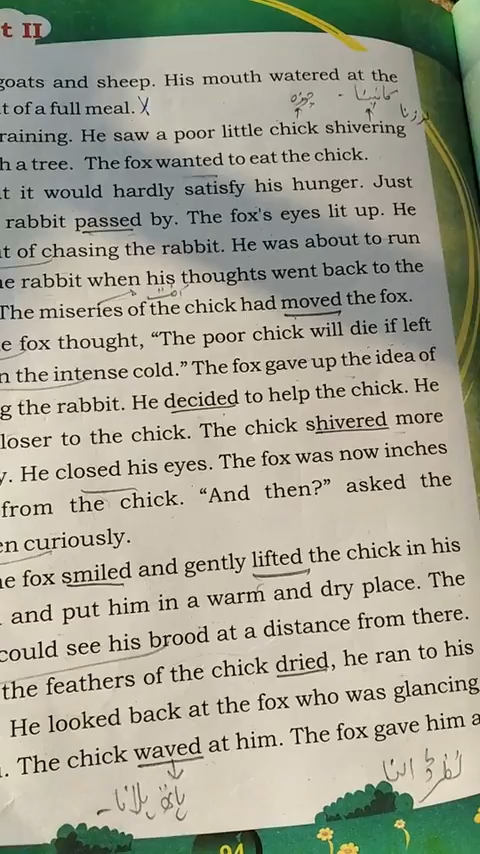 t II
goats and sheep. His mouth watered at the
t of a full meal. X
چوزہ کانپنا - لرزنا
raining. He saw a poor little chick shivering
h a tree. The fox wanted to eat the chick.
t it would hardly satisfy his hunger. Just
rabbit passed by. The fox's eyes lit up. He
t of chasing the rabbit. He was about to run
e rabbit when his thoughts went back to the
The miseries of the chick had moved the fox.
e fox thought, “The poor chick will die if left
n the intense cold.” The fox gave up the idea of
g the rabbit. He decided to help the chick. He
loser to the chick. The chick shivered more
y. He closed his eyes. The fox was now inches
from the chick. “And then?” asked the
en curiously.
e fox smiled and gently lifted the chick in his
and put him in a warm and dry place. The
could see his brood at a distance from there.
the feathers of the chick dried, he ran to his
. He looked back at the fox who was glancing
. The chick waved at him. The fox gave him a
ہاتھ ہلانا - نظر ڈالنا
94